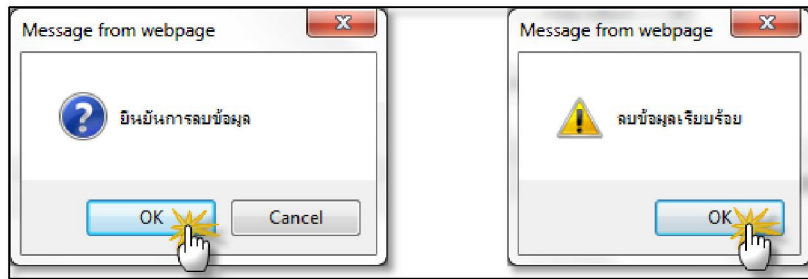 Message from webpage
ยืนยันการลบข้อมูล
OK
Cancel
Message from webpage
ลบข้อมูลเรียบร้อย
OK